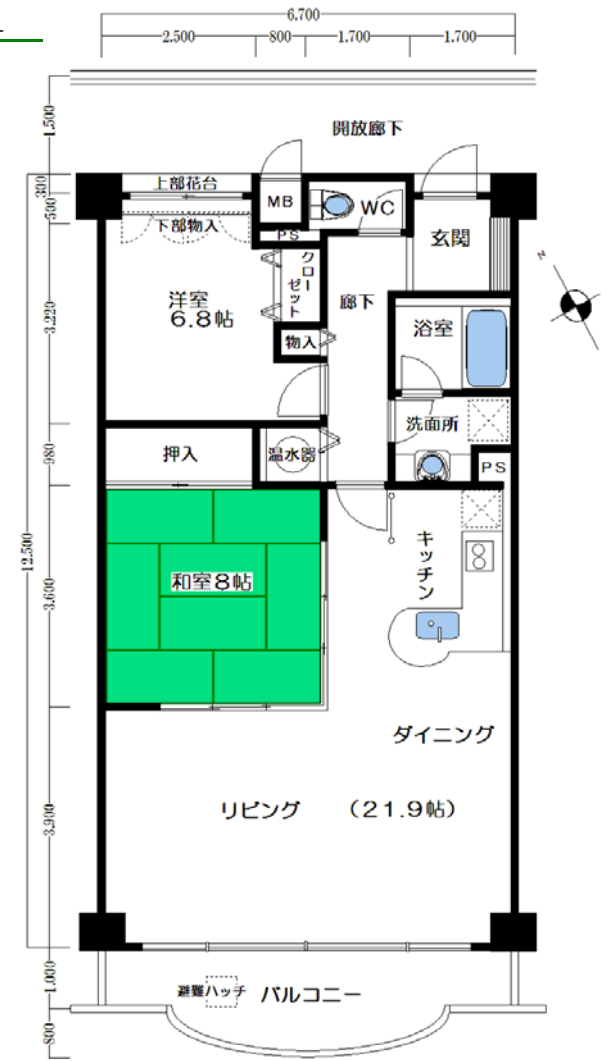 6.700
2.500
800
1.700
1.700
1.500
開放廊下
300
上部花台
MB
WC
500
下部物入
PS
玄関
クローゼット
洋室
6.8帖
廊下
3.220
浴室
物入
N
980
押入
温水器
洗面所
PS
12.500
キッチン
3.600
和室8帖
ダイニング
3.900
リビング (21.9帖)
1.000
避難ハッチ
バルコニー
800